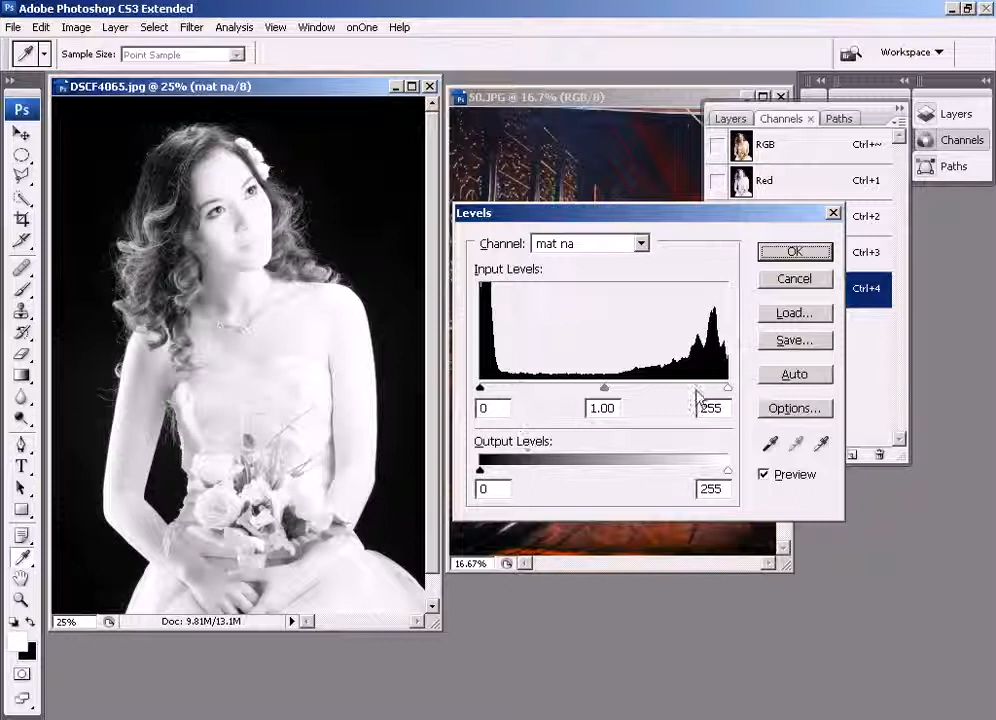 Adobe Photoshop CS3 Extended
File Edit Image Layer Select Filter Analysis View Window onOne Help
Sample Size: Point Sample
Workspace
DSCF4065.jpg @ 25% (mat na/8)
50.JPG @ 16.7% (RGB/8)
Ps
Layers Channels × Paths
RGB Ctrl+~
Red Ctrl+1
Ctrl+2
Ctrl+3
Ctrl+4
Layers
Channels
Paths
Levels
Channel: mat na
Input Levels:
0 1.00 255
Output Levels:
0 255
OK
Cancel
Load...
Save...
Auto
Options...
Preview
16.67%
25% Doc: 9.81M/13.1M